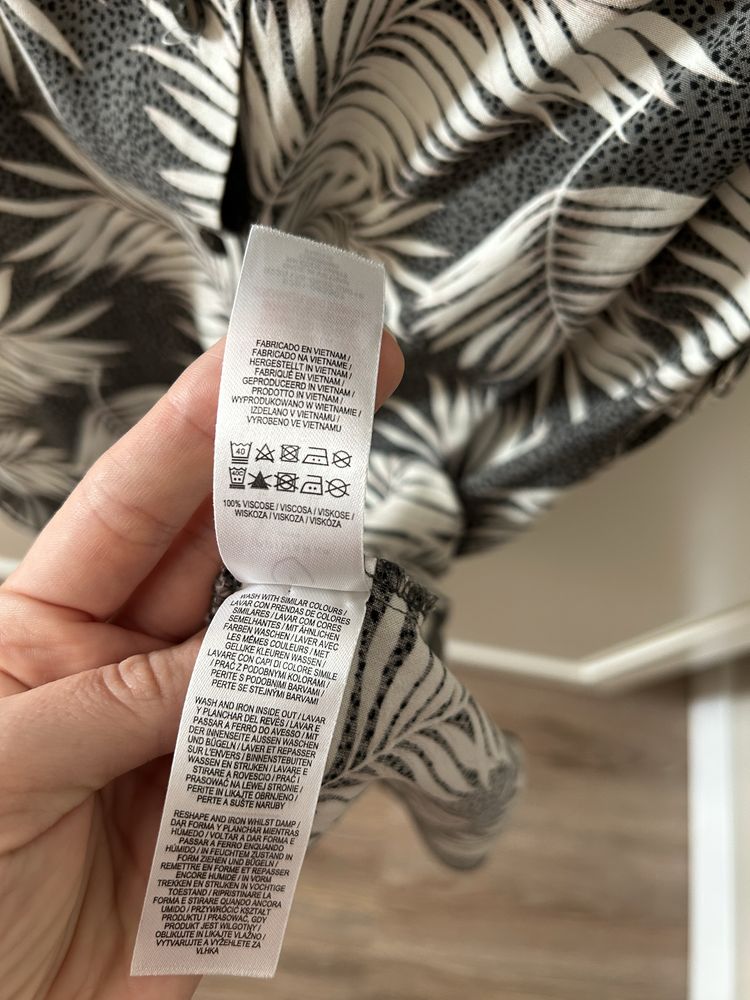 FABRICADO EN VIETNAM /
FABRICADO NA VIETNAME /
HERGESTELLT IN VIETNAM /
FABRIQUÉ EN VIETNAM /
GEPRODUCEERD IN VIETNAM /
PRODOTTO IN VIETNAM /
WYPRODUKOWANO W WIETNAMIE /
IZDELANO V VIETNAMU /
VYROBENO VE VIETNAMU
40
100% VISCOSE / VISCOSA / VISKOSE /
WISKOZA / VISKOZA / VISKÓZA
WASH WITH SIMILAR COLOURS /
LAVAR CON PRENDAS DE COLORES
SIMILARES / LAVAR COM CORES
SEMELHANTES / MIT ÄHNLICHEN
FARBEN WASCHEN / LAVER AVEC
LES MÊMES COULEURS / MET
GELIJKE KLEUREN WASSEN /
LAVARE CON CAPI DI COLORE SIMILE
/ PRAĆ Z PODOBNYMI KOLORAMI /
PERITE S PODOBNIMI BARVAMI /
PERTE SE STEJNÝMI BARVAMI
WASH AND IRON INSIDE OUT / LAVAR
Y PLANCHAR DEL REVÉS / LAVAR E
PASSAR A FERRO DO AVESSO / MIT
DER INNENSEITE AUSSEN WASCHEN
UND BÜGELN / LAVER ET REPASSER
SUR L'ENVERS / BINNENSTEBUITEN
WASSEN EN STRIJKEN / LAVARE E
STIRARE A ROVESCIO / PRAĆ I
PRASOWAĆ NA LEWEJ STRONIE /
PERITE IN LIKAJTE OBRNJENO /
PERTE A SUŠTE NARUBY
RESHAPE AND IRON WHILST DAMP /
DAR FORMA Y PLANCHAR MIENTRAS
HÚMEDO / VOLTAR A DAR FORMA E
PASSAR A FERRO ENQUANDO
HÚMIDO / IN FEUCHTEM ZUSTAND IN
FORM ZIEHEN UND BÜGELN /
REMETTRE EN FORME ET REPASSER
ENCORE HUMIDE / IN VORM
TREKKEN EN STRIJKEN IN VOCHTIGE
TOESTAND / RIPRISTINARE LA
FORMA E STIRARE QUANDO ANCORA
UMIDO / PRZYWRÓCIĆ KSZTAŁT
PRODUKTU I PRASOWAĆ, GDY
PRODUKT JEST WILGOTNY /
OBLIKUJTE IN LIKAJTE VLAŽNO /
VYTVARUJTE A VYŽEHLETE ZA
VLHKA